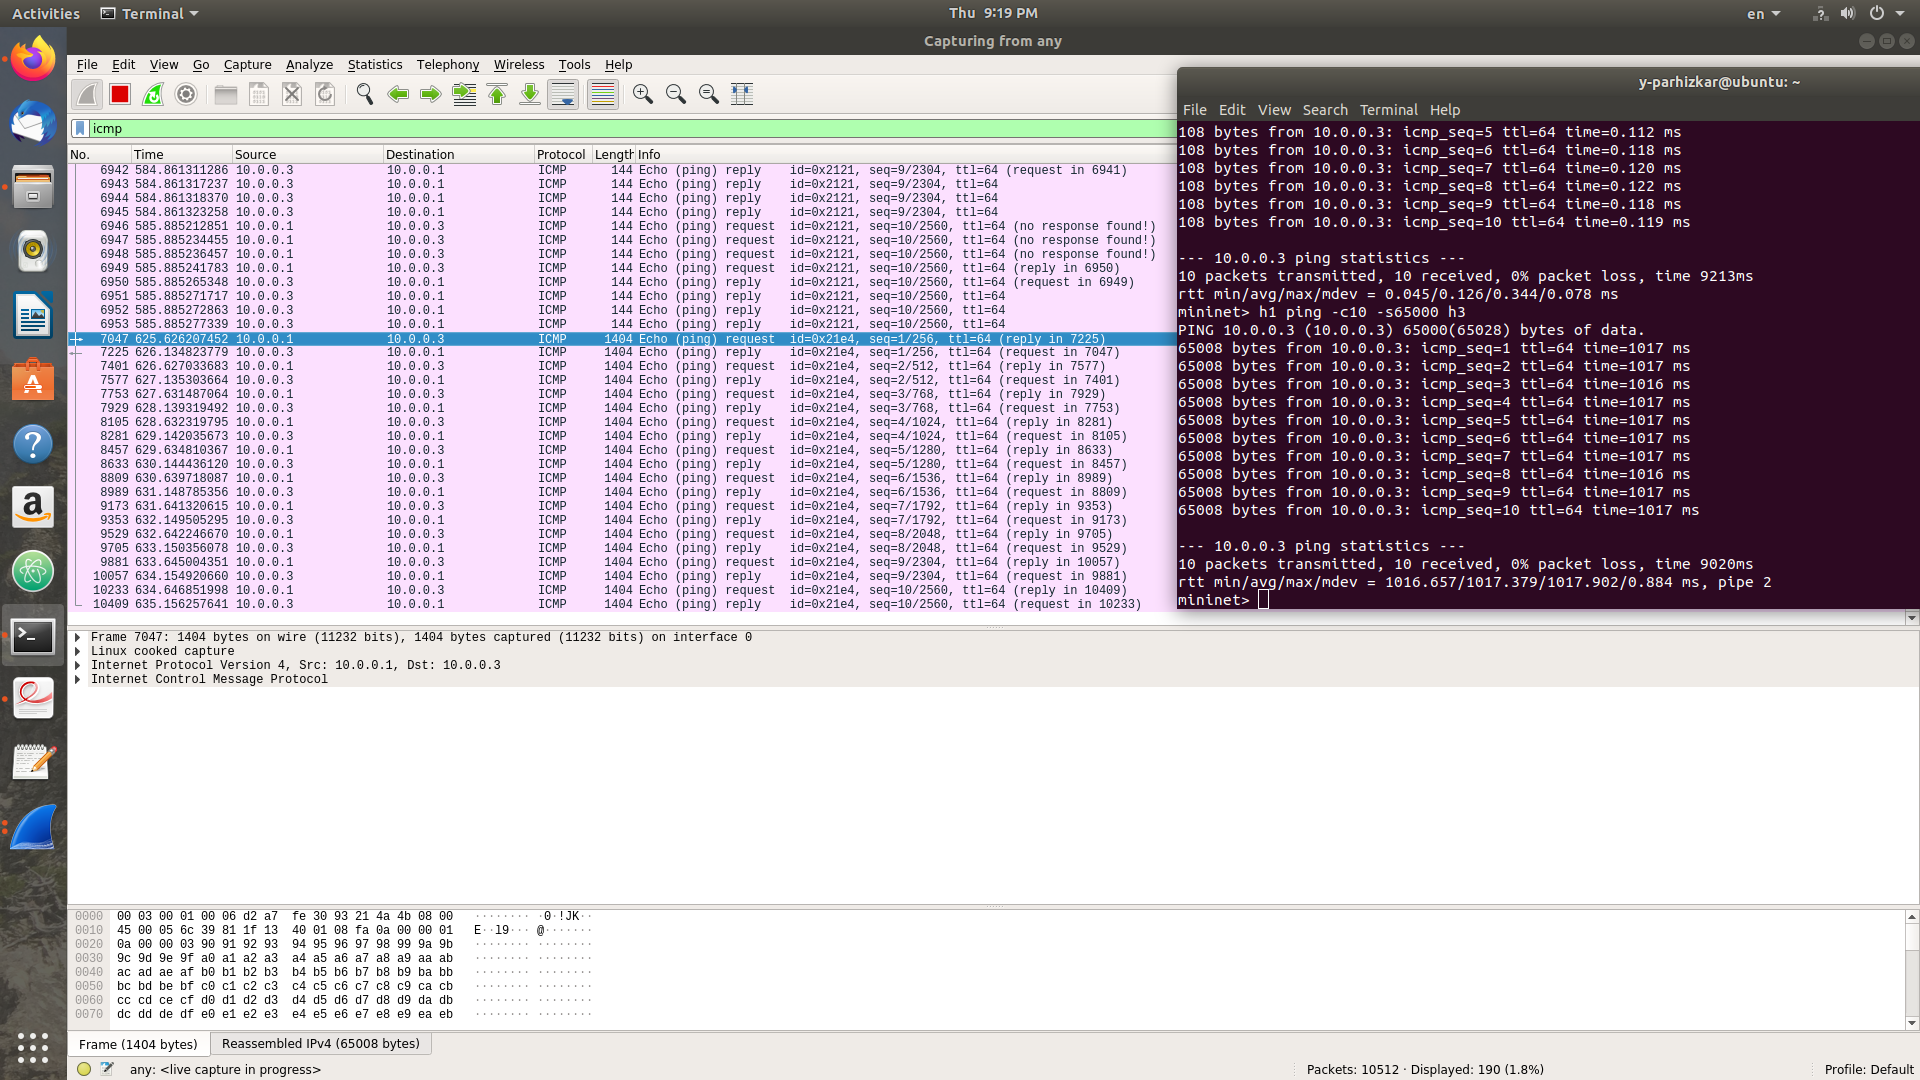 Activities Terminal Thu 9:19 PM en
Capturing from any
File Edit View Go Capture Analyze Statistics Telephony Wireless Tools Help
icmp
No. Time Source Destination Protocol Length Info
6942 584.861311286 10.0.0.3 10.0.0.1 ICMP 144 Echo (ping) reply id=0x2121, seq=9/2304, ttl=64 (request in 6941)
6943 584.861317237 10.0.0.3 10.0.0.1 ICMP 144 Echo (ping) reply id=0x2121, seq=9/2304, ttl=64
6944 584.861318370 10.0.0.3 10.0.0.1 ICMP 144 Echo (ping) reply id=0x2121, seq=9/2304, ttl=64
6945 584.861323258 10.0.0.3 10.0.0.1 ICMP 144 Echo (ping) reply id=0x2121, seq=9/2304, ttl=64
6946 585.885212851 10.0.0.1 10.0.0.3 ICMP 144 Echo (ping) request id=0x2121, seq=10/2560, ttl=64 (no response found!)
6947 585.885234455 10.0.0.1 10.0.0.3 ICMP 144 Echo (ping) request id=0x2121, seq=10/2560, ttl=64 (no response found!)
6948 585.885236457 10.0.0.1 10.0.0.3 ICMP 144 Echo (ping) request id=0x2121, seq=10/2560, ttl=64 (no response found!)
6949 585.885241783 10.0.0.1 10.0.0.3 ICMP 144 Echo (ping) request id=0x2121, seq=10/2560, ttl=64 (reply in 6950)
6950 585.885265348 10.0.0.3 10.0.0.1 ICMP 144 Echo (ping) reply id=0x2121, seq=10/2560, ttl=64 (request in 6949)
6951 585.885271717 10.0.0.3 10.0.0.1 ICMP 144 Echo (ping) reply id=0x2121, seq=10/2560, ttl=64
6952 585.885272863 10.0.0.3 10.0.0.1 ICMP 144 Echo (ping) reply id=0x2121, seq=10/2560, ttl=64
6953 585.885277339 10.0.0.3 10.0.0.1 ICMP 144 Echo (ping) reply id=0x2121, seq=10/2560, ttl=64
7047 625.626207452 10.0.0.1 10.0.0.3 ICMP 1404 Echo (ping) request id=0x21e4, seq=1/256, ttl=64 (reply in 7225)
7225 626.134823779 10.0.0.3 10.0.0.1 ICMP 1404 Echo (ping) reply id=0x21e4, seq=1/256, ttl=64 (request in 7047)
7401 626.627033683 10.0.0.1 10.0.0.3 ICMP 1404 Echo (ping) request id=0x21e4, seq=2/512, ttl=64 (reply in 7577)
7577 627.135303664 10.0.0.3 10.0.0.1 ICMP 1404 Echo (ping) reply id=0x21e4, seq=2/512, ttl=64 (request in 7401)
7753 627.631487064 10.0.0.1 10.0.0.3 ICMP 1404 Echo (ping) request id=0x21e4, seq=3/768, ttl=64 (reply in 7929)
7929 628.139319492 10.0.0.3 10.0.0.1 ICMP 1404 Echo (ping) reply id=0x21e4, seq=3/768, ttl=64 (request in 7753)
8105 628.632319795 10.0.0.1 10.0.0.3 ICMP 1404 Echo (ping) request id=0x21e4, seq=4/1024, ttl=64 (reply in 8281)
8281 629.142035673 10.0.0.3 10.0.0.1 ICMP 1404 Echo (ping) reply id=0x21e4, seq=4/1024, ttl=64 (request in 8105)
8457 629.634810367 10.0.0.1 10.0.0.3 ICMP 1404 Echo (ping) request id=0x21e4, seq=5/1280, ttl=64 (reply in 8633)
8633 630.144436120 10.0.0.3 10.0.0.1 ICMP 1404 Echo (ping) reply id=0x21e4, seq=5/1280, ttl=64 (request in 8457)
8809 630.639718087 10.0.0.1 10.0.0.3 ICMP 1404 Echo (ping) request id=0x21e4, seq=6/1536, ttl=64 (reply in 8989)
8989 631.148785356 10.0.0.3 10.0.0.1 ICMP 1404 Echo (ping) reply id=0x21e4, seq=6/1536, ttl=64 (request in 8809)
9173 631.641320615 10.0.0.1 10.0.0.3 ICMP 1404 Echo (ping) request id=0x21e4, seq=7/1792, ttl=64 (reply in 9353)
9353 632.149505295 10.0.0.3 10.0.0.1 ICMP 1404 Echo (ping) reply id=0x21e4, seq=7/1792, ttl=64 (request in 9173)
9529 632.642246670 10.0.0.1 10.0.0.3 ICMP 1404 Echo (ping) request id=0x21e4, seq=8/2048, ttl=64 (reply in 9705)
9705 633.150356078 10.0.0.3 10.0.0.1 ICMP 1404 Echo (ping) reply id=0x21e4, seq=8/2048, ttl=64 (request in 9529)
9881 633.645004351 10.0.0.1 10.0.0.3 ICMP 1404 Echo (ping) request id=0x21e4, seq=9/2304, ttl=64 (reply in 10057)
10057 634.154920660 10.0.0.3 10.0.0.1 ICMP 1404 Echo (ping) reply id=0x21e4, seq=9/2304, ttl=64 (request in 9881)
10233 634.646851998 10.0.0.1 10.0.0.3 ICMP 1404 Echo (ping) request id=0x21e4, seq=10/2560, ttl=64 (reply in 10409)
10409 635.156257641 10.0.0.3 10.0.0.1 ICMP 1404 Echo (ping) reply id=0x21e4, seq=10/2560, ttl=64 (request in 10233)
y-parhizkar@ubuntu: ~
File Edit View Search Terminal Help
108 bytes from 10.0.0.3: icmp_seq=5 ttl=64 time=0.112 ms
108 bytes from 10.0.0.3: icmp_seq=6 ttl=64 time=0.118 ms
108 bytes from 10.0.0.3: icmp_seq=7 ttl=64 time=0.120 ms
108 bytes from 10.0.0.3: icmp_seq=8 ttl=64 time=0.122 ms
108 bytes from 10.0.0.3: icmp_seq=9 ttl=64 time=0.118 ms
108 bytes from 10.0.0.3: icmp_seq=10 ttl=64 time=0.119 ms
--- 10.0.0.3 ping statistics ---
10 packets transmitted, 10 received, 0% packet loss, time 9213ms
rtt min/avg/max/mdev = 0.045/0.126/0.344/0.078 ms
mininet> h1 ping -c10 -s65000 h3
PING 10.0.0.3 (10.0.0.3) 65000(65028) bytes of data.
65008 bytes from 10.0.0.3: icmp_seq=1 ttl=64 time=1017 ms
65008 bytes from 10.0.0.3: icmp_seq=2 ttl=64 time=1017 ms
65008 bytes from 10.0.0.3: icmp_seq=3 ttl=64 time=1016 ms
65008 bytes from 10.0.0.3: icmp_seq=4 ttl=64 time=1017 ms
65008 bytes from 10.0.0.3: icmp_seq=5 ttl=64 time=1017 ms
65008 bytes from 10.0.0.3: icmp_seq=6 ttl=64 time=1017 ms
65008 bytes from 10.0.0.3: icmp_seq=7 ttl=64 time=1017 ms
65008 bytes from 10.0.0.3: icmp_seq=8 ttl=64 time=1016 ms
65008 bytes from 10.0.0.3: icmp_seq=9 ttl=64 time=1017 ms
65008 bytes from 10.0.0.3: icmp_seq=10 ttl=64 time=1017 ms
--- 10.0.0.3 ping statistics ---
10 packets transmitted, 10 received, 0% packet loss, time 9020ms
rtt min/avg/max/mdev = 1016.657/1017.379/1017.902/0.884 ms, pipe 2
mininet>
Frame 7047: 1404 bytes on wire (11232 bits), 1404 bytes captured (11232 bits) on interface 0
Linux cooked capture
Internet Protocol Version 4, Src: 10.0.0.1, Dst: 10.0.0.3
Internet Control Message Protocol
0000 00 03 00 01 00 06 d2 a7 fe 30 93 21 4a 4b 08 00 ········ ·0·!JK··
0010 45 00 05 6c 39 81 1f 13 40 01 08 fa 0a 00 00 01 E··l9··· @·······
0020 0a 00 00 03 90 91 92 93 94 95 96 97 98 99 9a 9b ········ ········
0030 9c 9d 9e 9f a0 a1 a2 a3 a4 a5 a6 a7 a8 a9 aa ab ········ ········
0040 ac ad ae af b0 b1 b2 b3 b4 b5 b6 b7 b8 b9 ba bb ········ ········
0050 bc bd be bf c0 c1 c2 c3 c4 c5 c6 c7 c8 c9 ca cb ········ ········
0060 cc cd ce cf d0 d1 d2 d3 d4 d5 d6 d7 d8 d9 da db ········ ········
0070 dc dd de df e0 e1 e2 e3 e4 e5 e6 e7 e8 e9 ea eb ········ ········
Frame (1404 bytes) Reassembled IPv4 (65008 bytes)
any: <live capture in progress> Packets: 10512 · Displayed: 190 (1.8%) Profile: Default